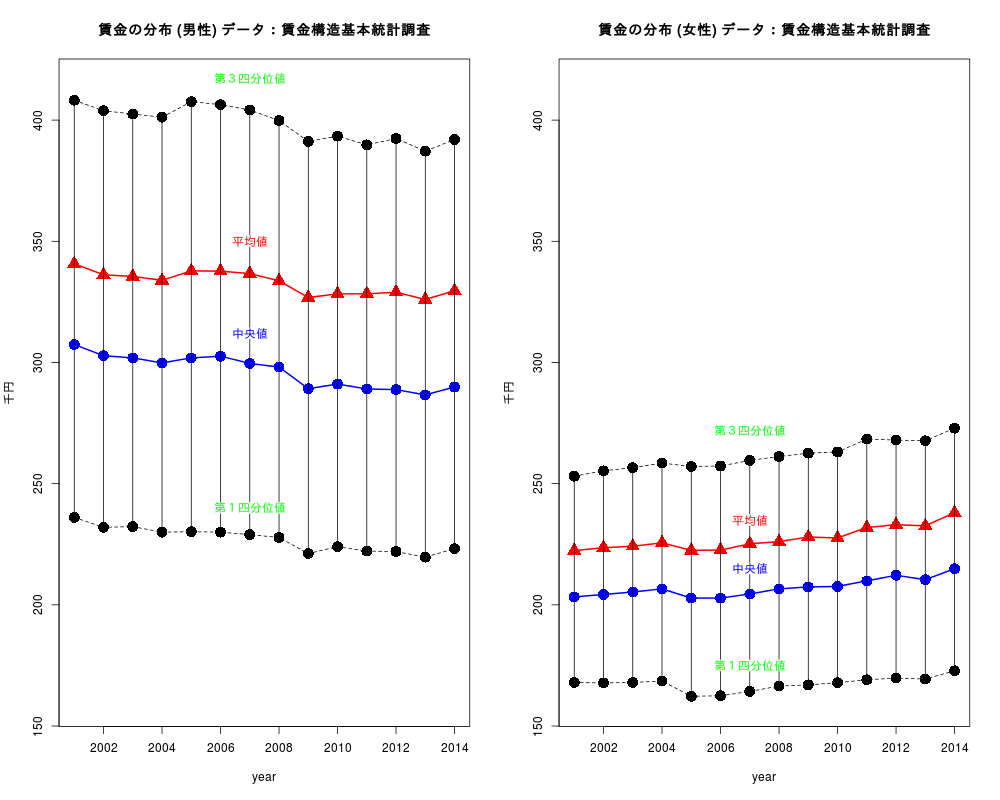 賃金の分布 (男性) データ：賃金構造基本統計調査
第３四分位値
平均値
中央値
第１四分位値
千円
400
350
300
250
200
150
2002 2004 2006 2008 2010 2012 2014
year
賃金の分布 (女性) データ：賃金構造基本統計調査
第３四分位値
平均値
中央値
第１四分位値
千円
400
350
300
250
200
150
2002 2004 2006 2008 2010 2012 2014
year